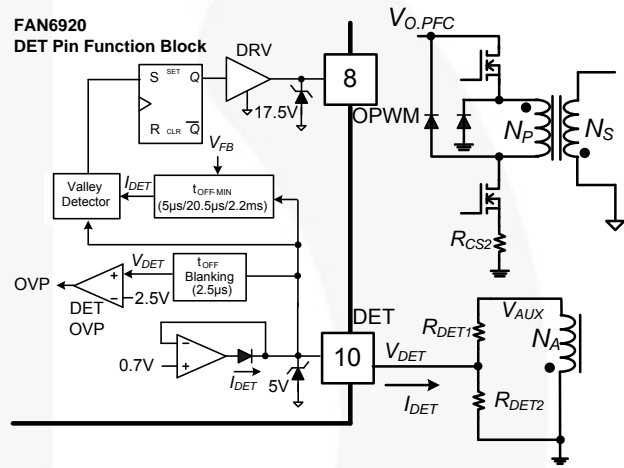 FAN6920
DET Pin Function Block
S SET Q
R CLR Q
DRV
17.5V
8
OPWM
V_O.PFC
N_P
N_S
R_CS2
V_FB
Valley
Detector
I_DET
t_OFF-MIN
(5µs/20.5µs/2.2ms)
OVP
V_DET
t_OFF
Blanking
(2.5µs)
2.5V
DET
OVP
0.7V
I_DET
5V
DET
10
V_DET
I_DET
R_DET1
V_AUX
N_A
R_DET2